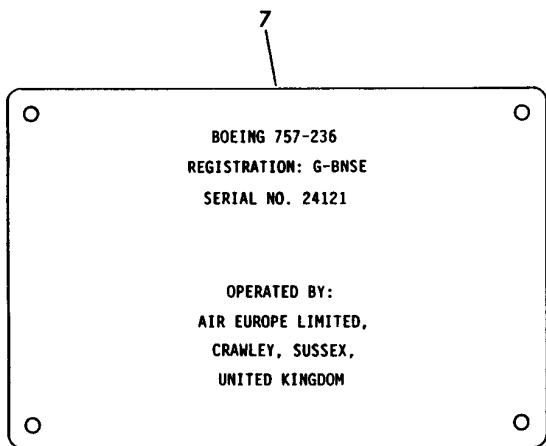 7
BOEING 757-236
REGISTRATION: G-BNSE
SERIAL NO. 24121
OPERATED BY:
AIR EUROPE LIMITED,
CRAWLEY, SUSSEX,
UNITED KINGDOM